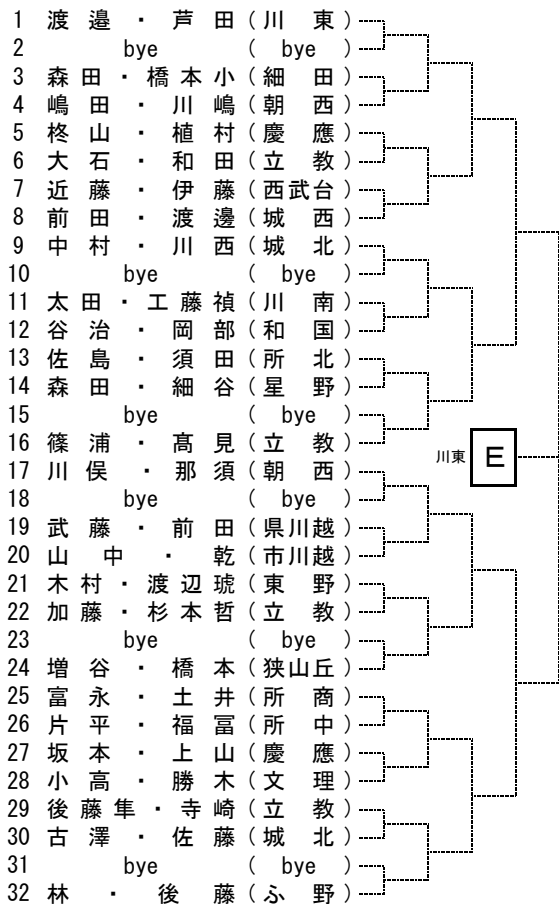 1 渡邉・芦田(川東)
2 bye (bye)
3 森田・橋本小(細田)
4 嶋田・川嶋(朝西)
5 柊山・植村(慶應)
6 大石・和田(立教)
7 近藤・伊藤(西武台)
8 前田・渡邊(城西)
9 中村・川西(城北)
10 bye (bye)
11 太田・工藤禎(川南)
12 谷治・岡部(和国)
13 佐島・須田(所北)
14 森田・細谷(星野)
15 bye (bye)
16 篠浦・髙見(立教)
川東 E
17 川俣・那須(朝西)
18 bye (bye)
19 武藤・前田(県川越)
20 山中・乾(市川越)
21 木村・渡辺琥(東野)
22 加藤・杉本哲(立教)
23 bye (bye)
24 増谷・橋本(狭山丘)
25 富永・土井(所商)
26 片平・福冨(所中)
27 坂本・上山(慶應)
28 小高・勝木(文理)
29 後藤隼・寺崎(立教)
30 古澤・佐藤(城北)
31 bye (bye)
32 林・後藤(ふ野)